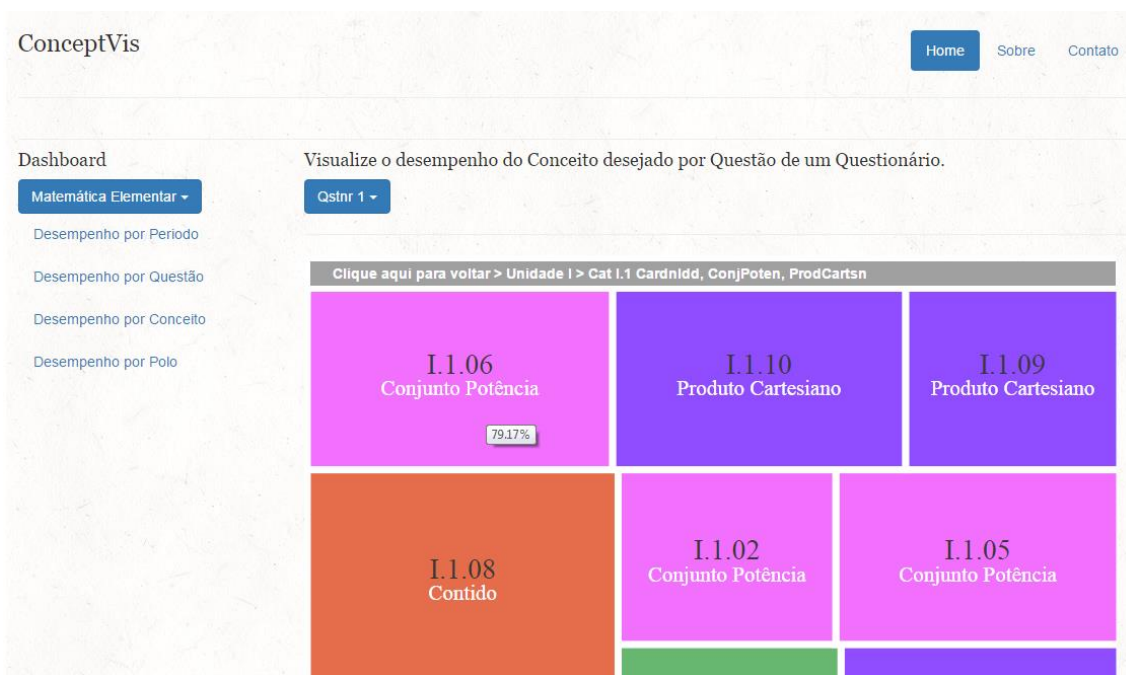 ConceptVis
Home Sobre Contato
Dashboard
Matemática Elementar
Desempenho por Periodo
Desempenho por Questão
Desempenho por Conceito
Desempenho por Polo
Visualize o desempenho do Conceito desejado por Questão de um Questionário.
Qstnr 1
Clique aqui para voltar > Unidade I > Cat I.1 CardnIdd, ConjPoten, ProdCartsn
I.1.06
Conjunto Potência
79.17%
I.1.10
Produto Cartesiano
I.1.09
Produto Cartesiano
I.1.08
Contido
I.1.02
Conjunto Potência
I.1.05
Conjunto Potência